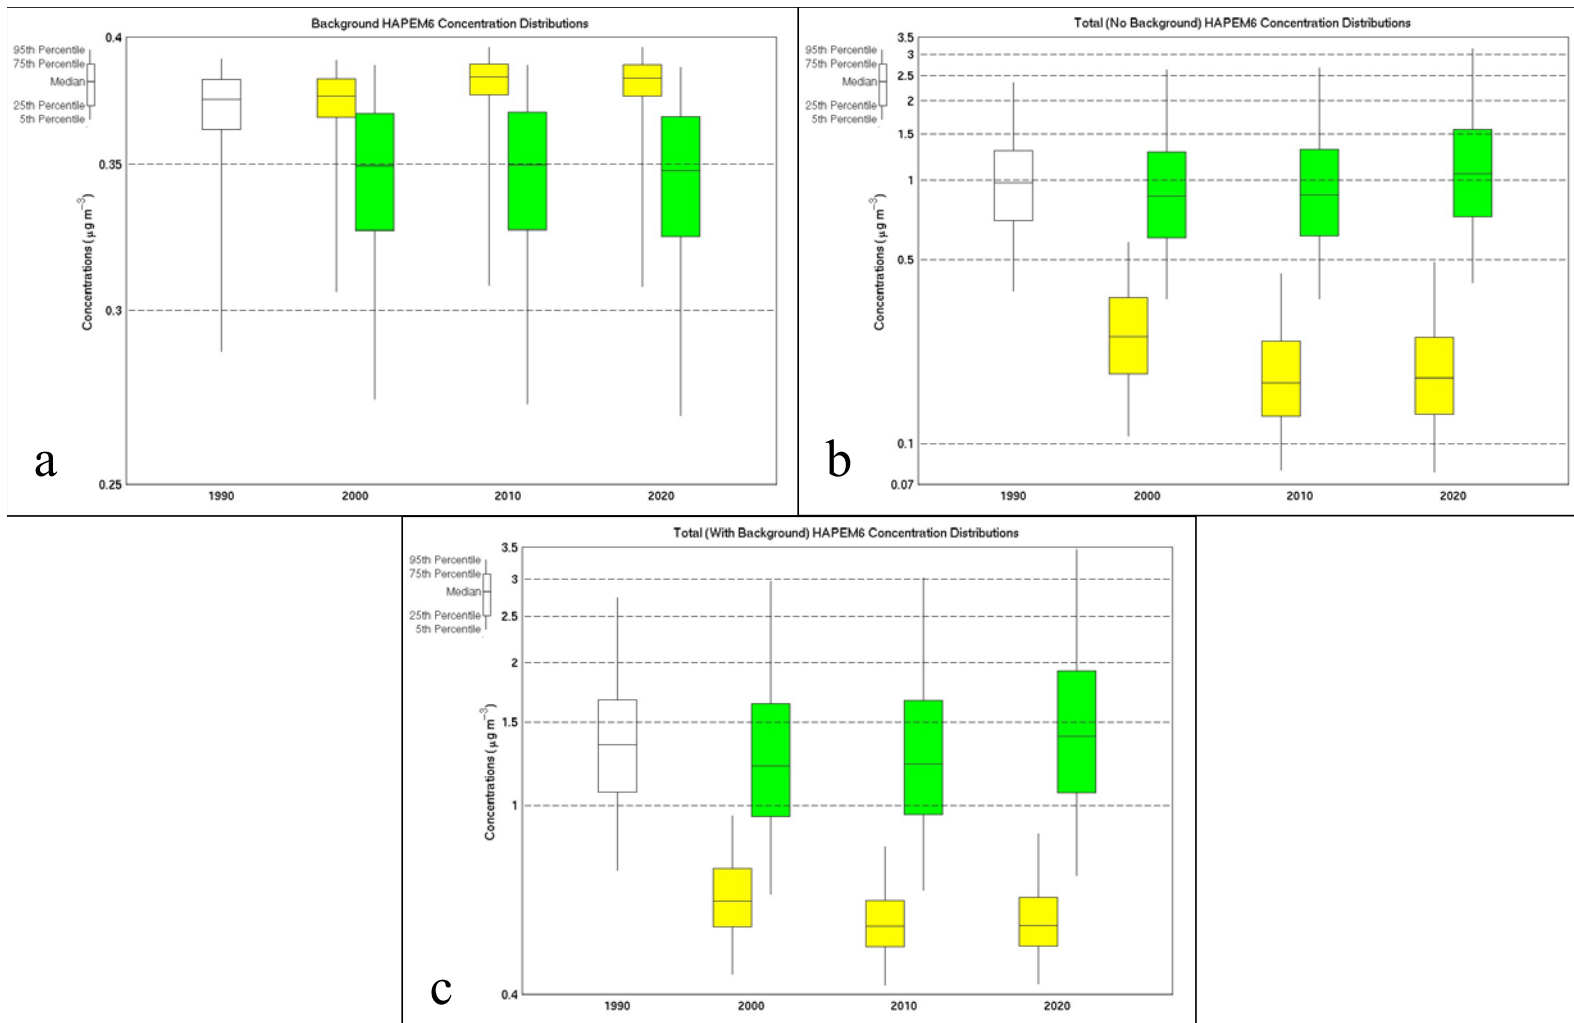 Background HAPEM6 Concentration Distributions
95th Percentile
75th Percentile
Median
25th Percentile
5th Percentile
0.4
0.35
0.3
0.25
Concentrations (μg m⁻³)
1990 2000 2010 2020
a
Total (No Background) HAPEM6 Concentration Distributions
95th Percentile
75th Percentile
Median
25th Percentile
5th Percentile
3.5
3
2.5
2
1.5
1
0.5
0.1
0.07
Concentrations (μg m⁻³)
1990 2000 2010 2020
b
Total (With Background) HAPEM6 Concentration Distributions
95th Percentile
75th Percentile
Median
25th Percentile
5th Percentile
3.5
3
2.5
2
1.5
1
0.4
Concentrations (μg m⁻³)
1990 2000 2010 2020
c